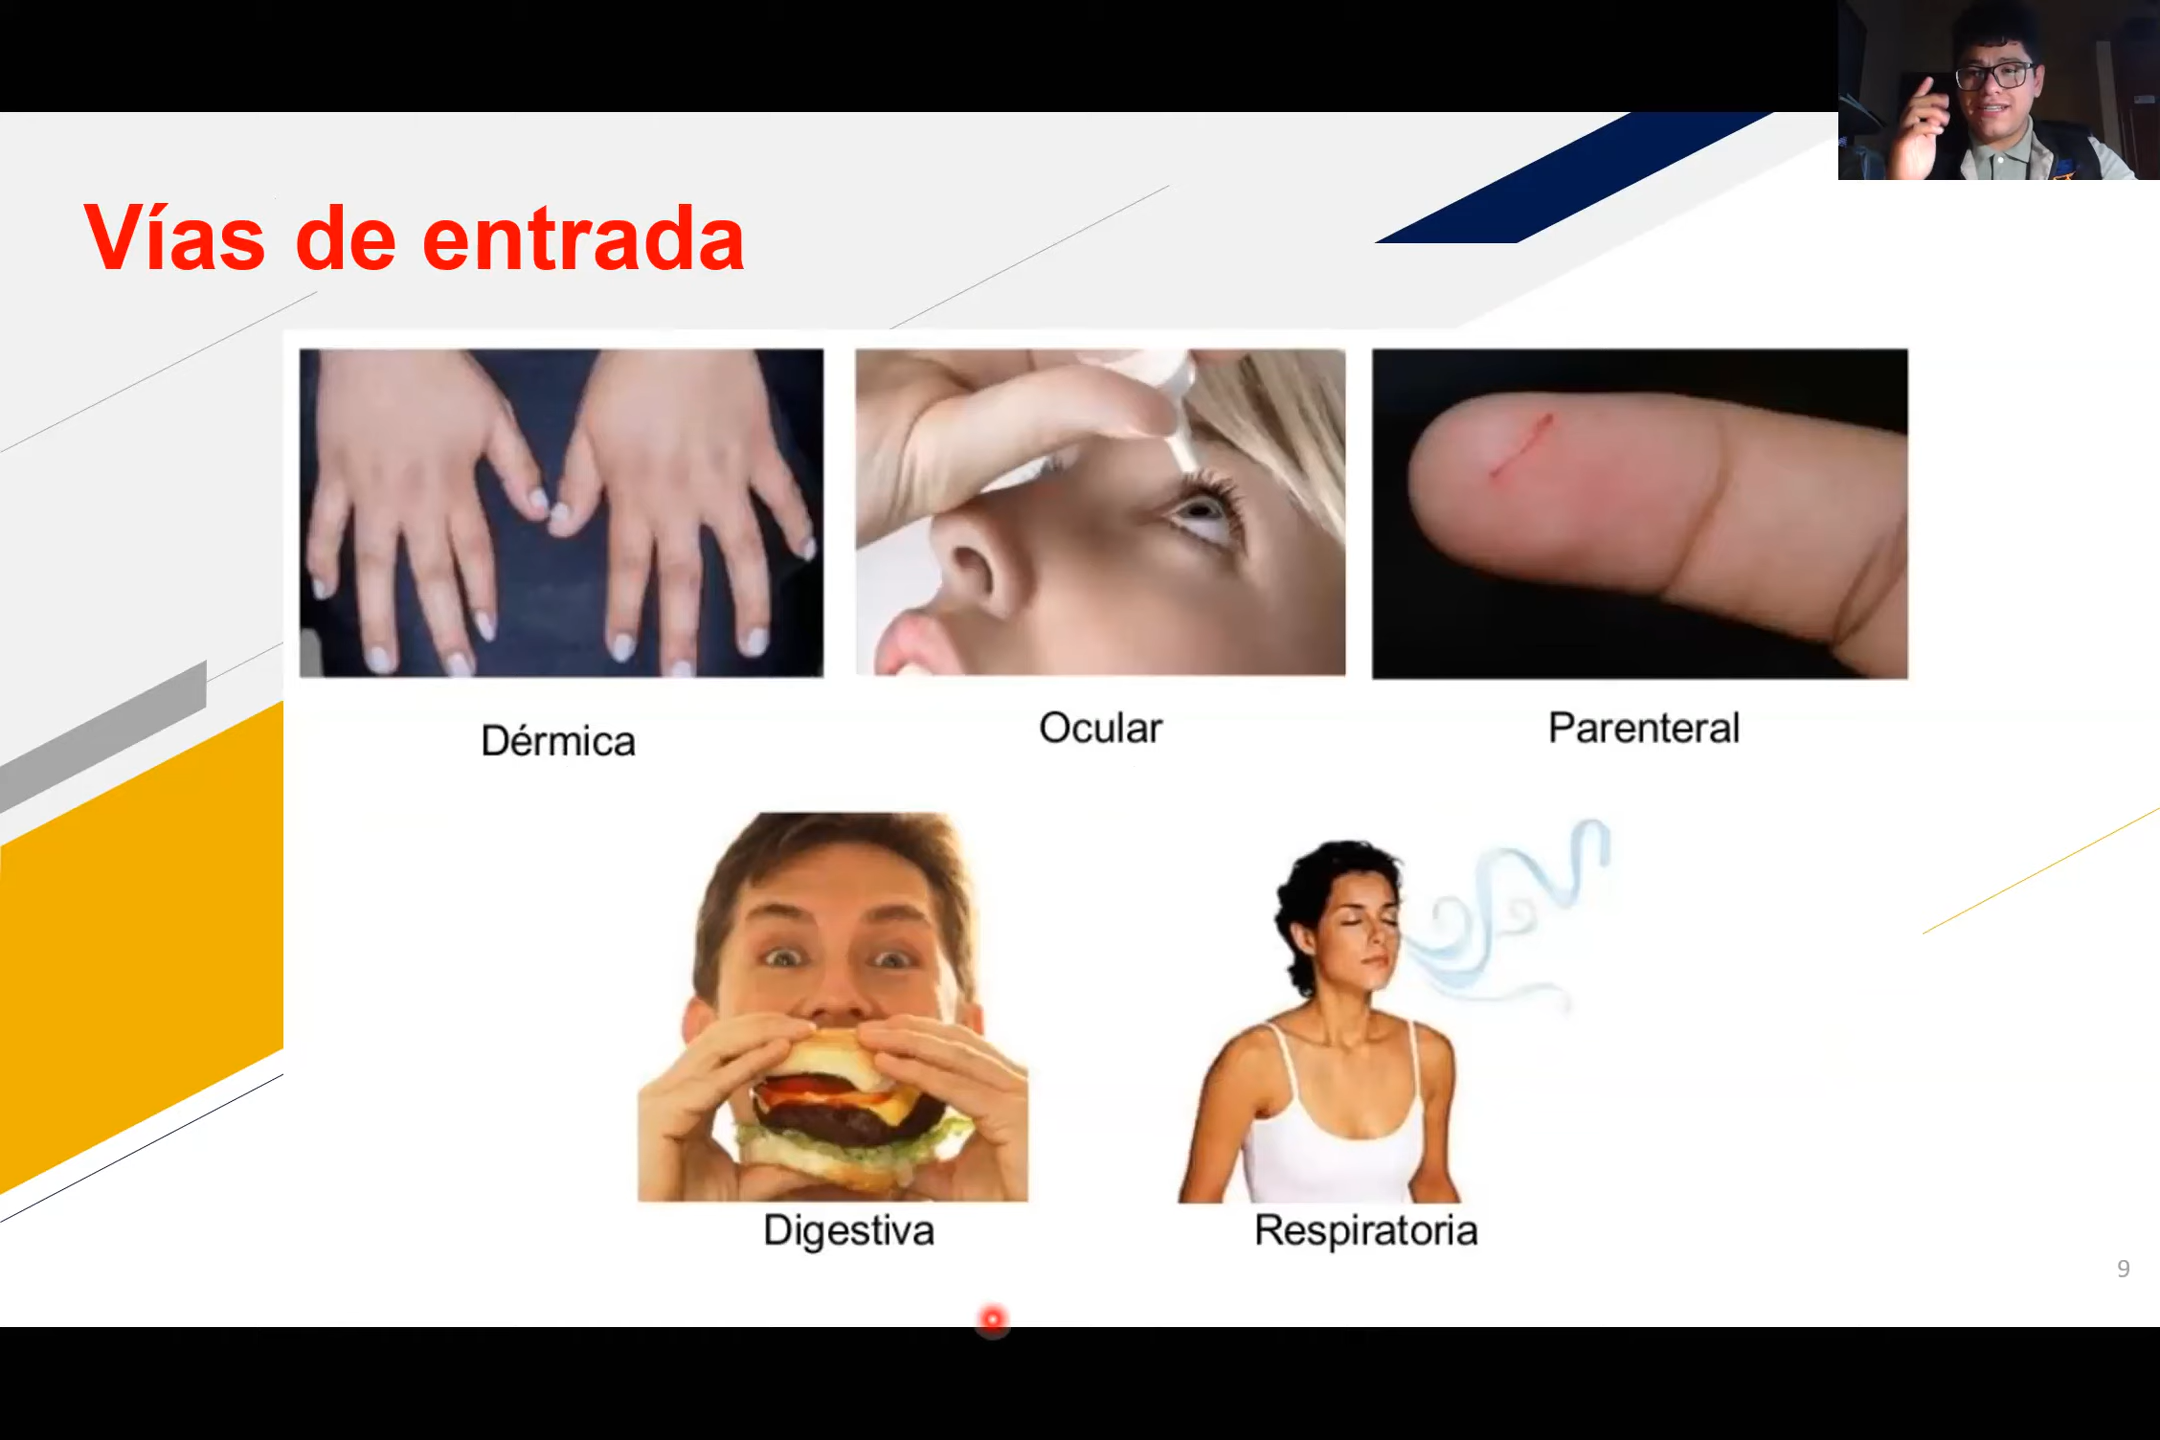 Vías de entrada
Dérmica
Ocular
Parenteral
Digestiva
Respiratoria
9